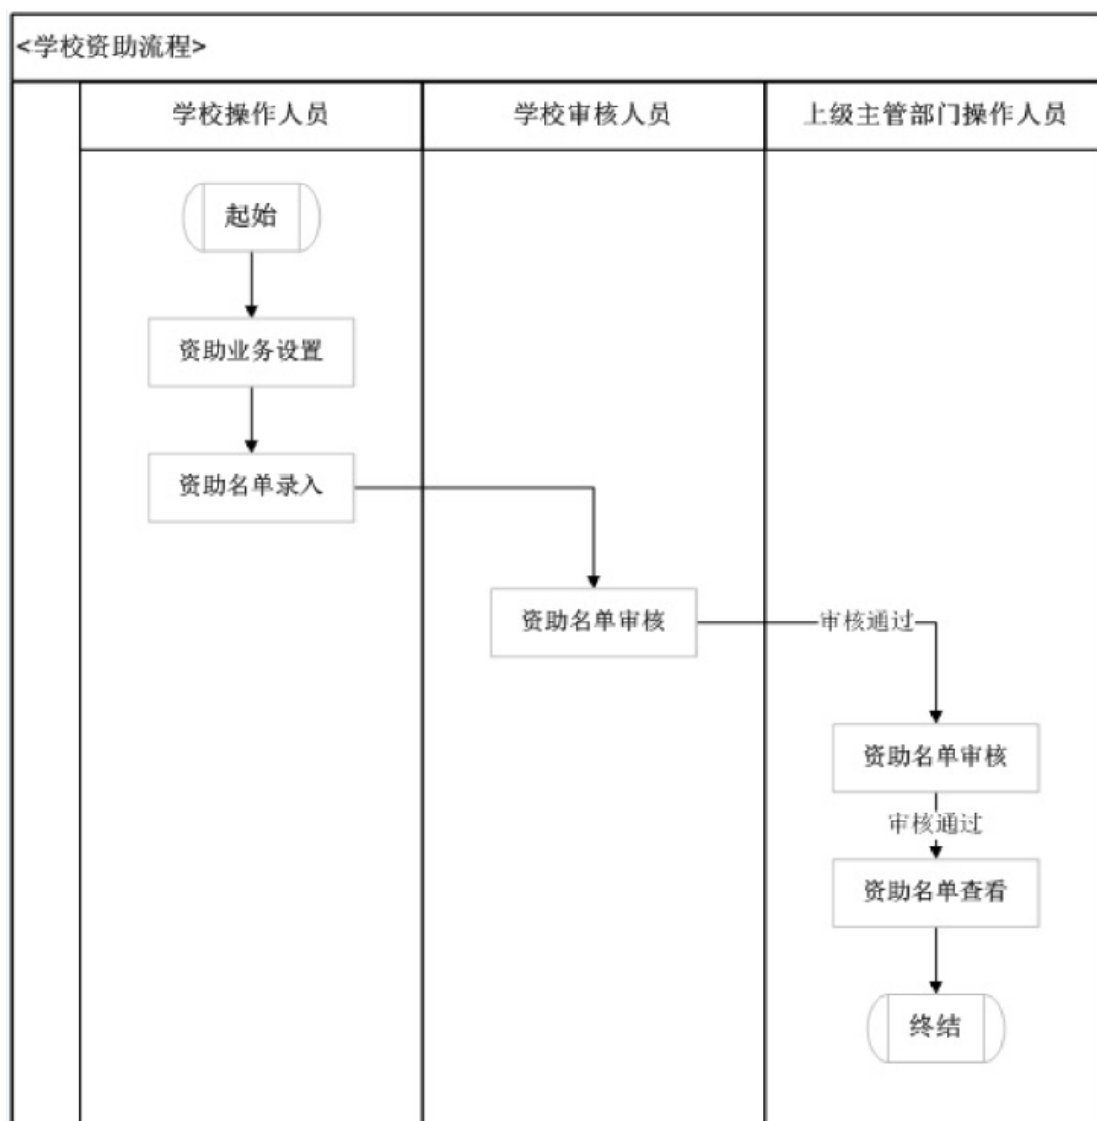 <学校资助流程>
学校操作人员
学校审核人员
上级主管部门操作人员
起始
资助业务设置
资助名单录入
资助名单审核
审核通过
资助名单审核
审核通过
资助名单查看
终结